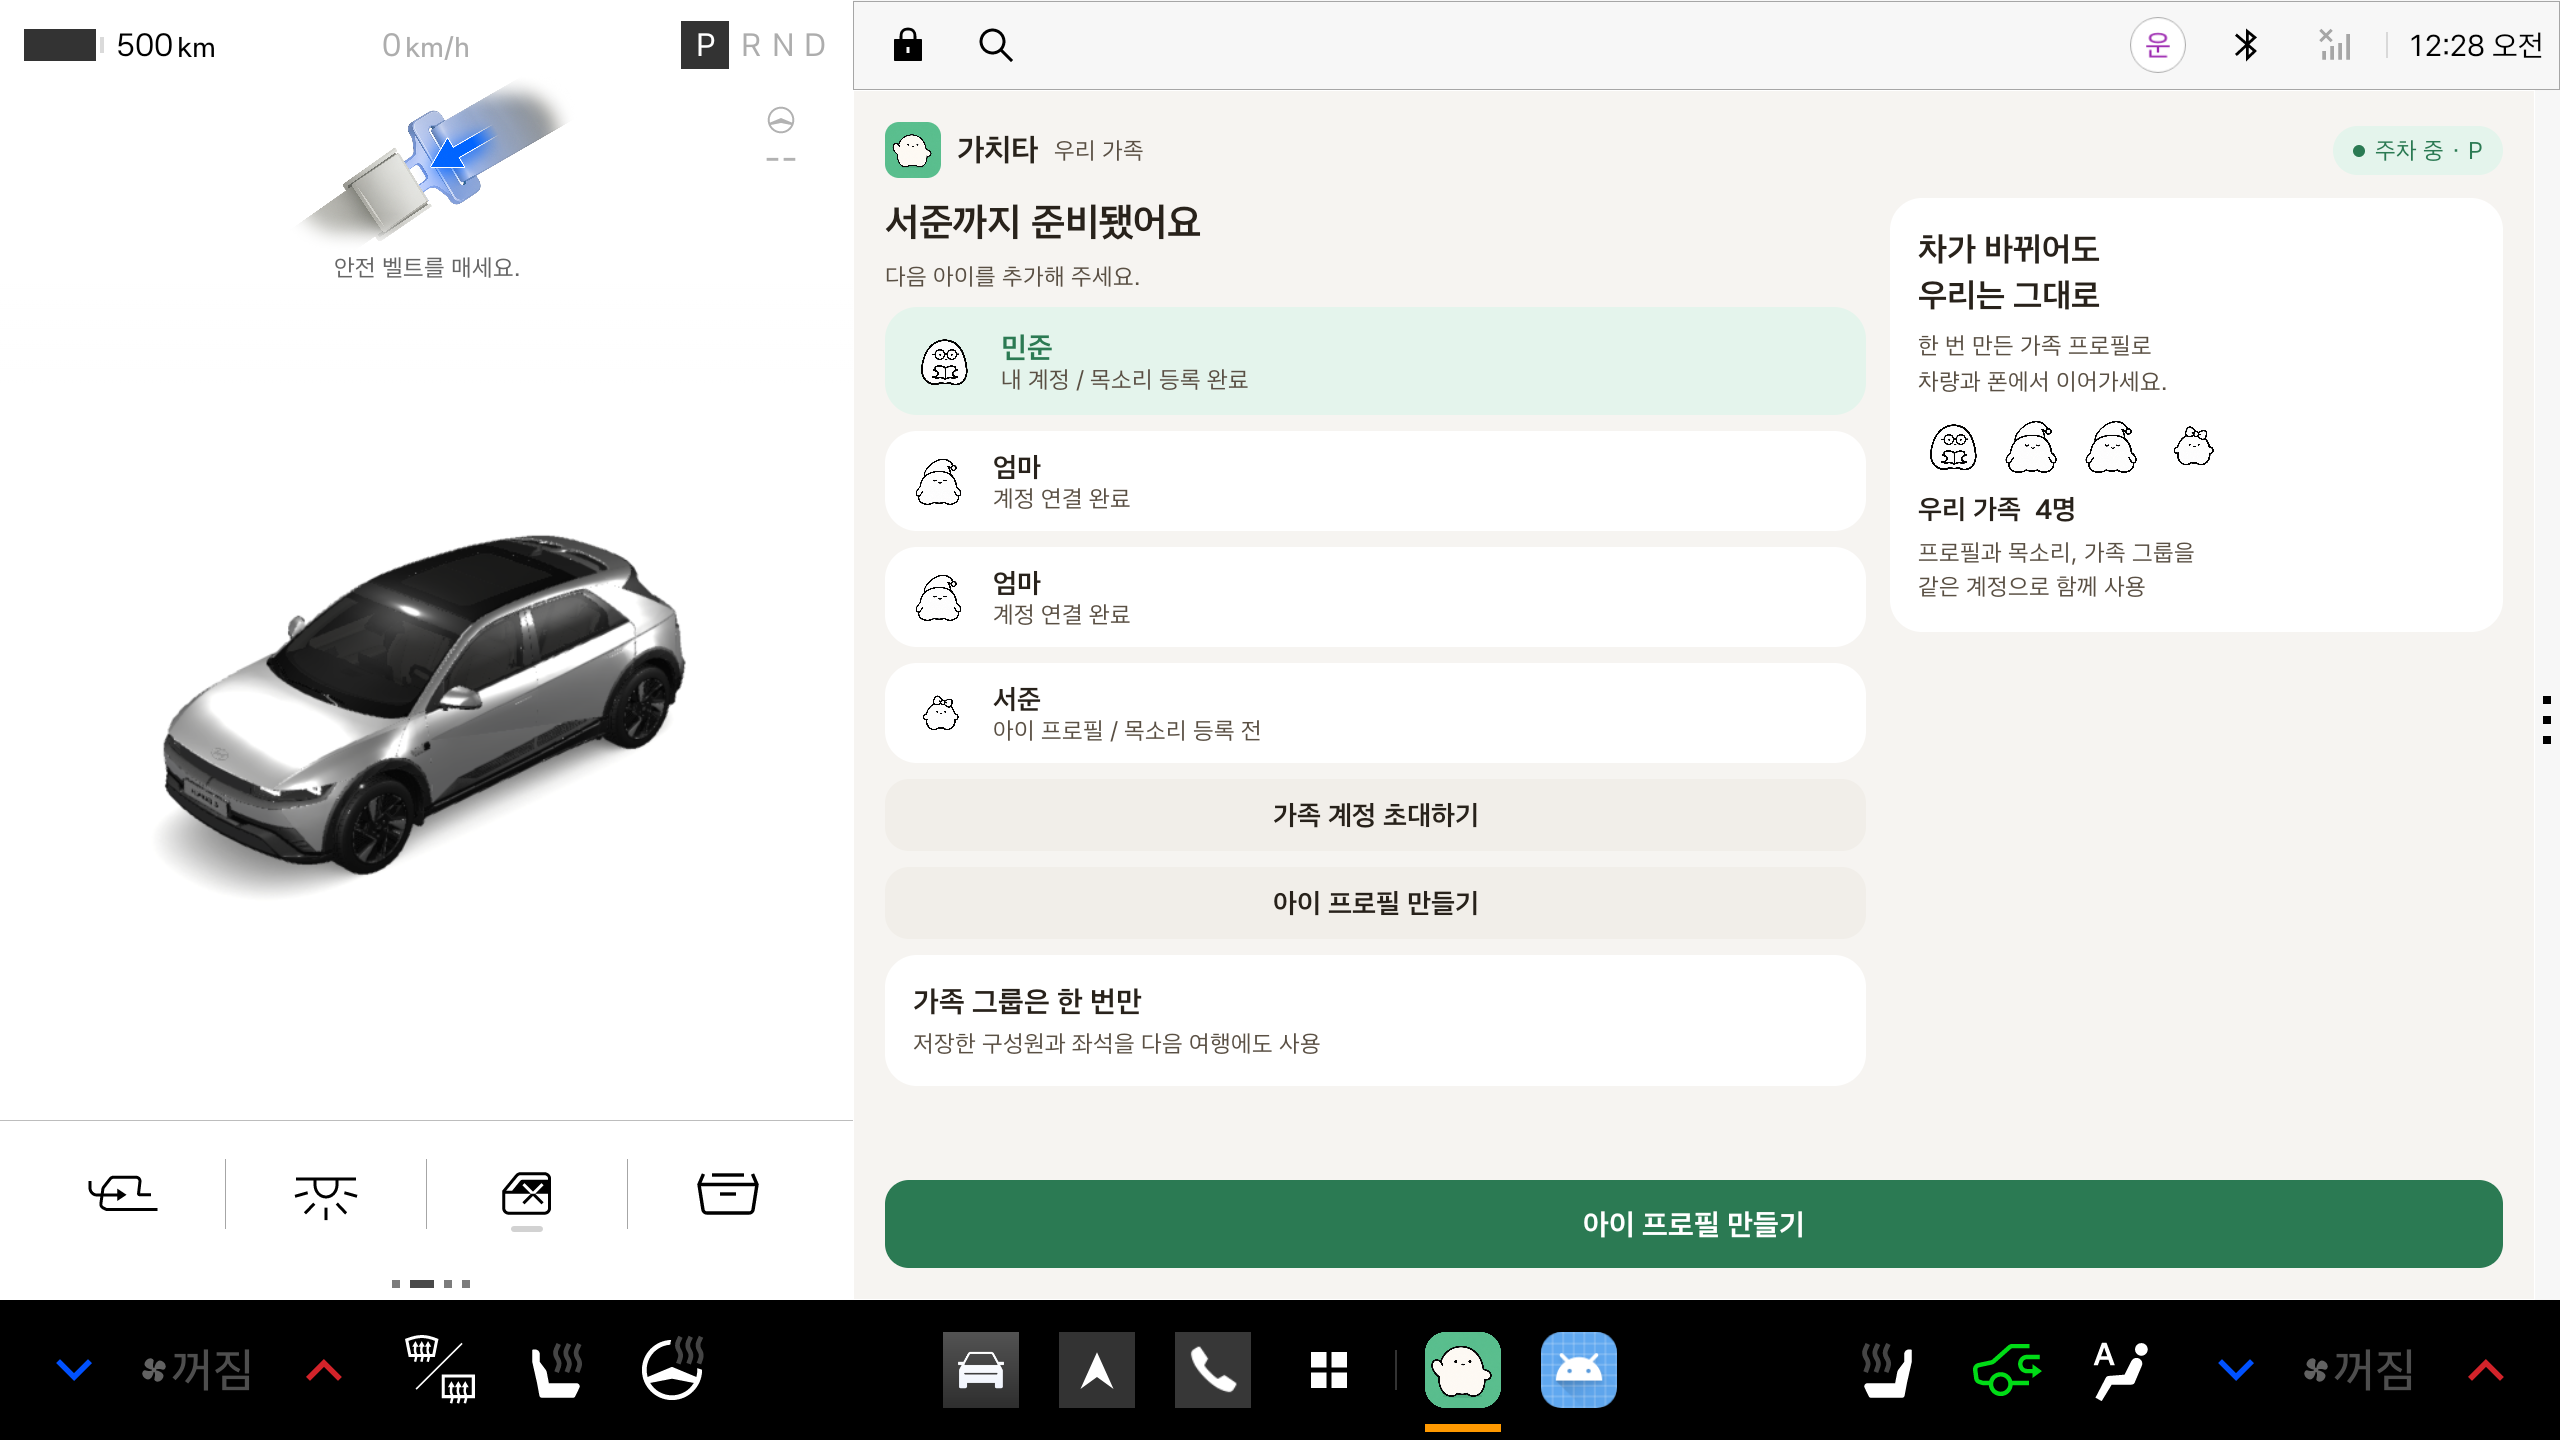 500 km
0 km/h
P R N D
안전 벨트를 매세요.
운
12:28 오전
가치타 우리 가족
주차 중 · P
서준까지 준비됐어요
다음 아이를 추가해 주세요.
민준
내 계정 / 목소리 등록 완료
엄마
계정 연결 완료
엄마
계정 연결 완료
서준
아이 프로필 / 목소리 등록 전
가족 계정 초대하기
아이 프로필 만들기
가족 그룹은 한 번만
저장한 구성원과 좌석을 다음 여행에도 사용
차가 바뀌어도
우리는 그대로
한 번 만든 가족 프로필로
차량과 폰에서 이어가세요.
우리 가족 4명
프로필과 목소리, 가족 그룹을
같은 계정으로 함께 사용
아이 프로필 만들기
꺼짐
A
꺼짐